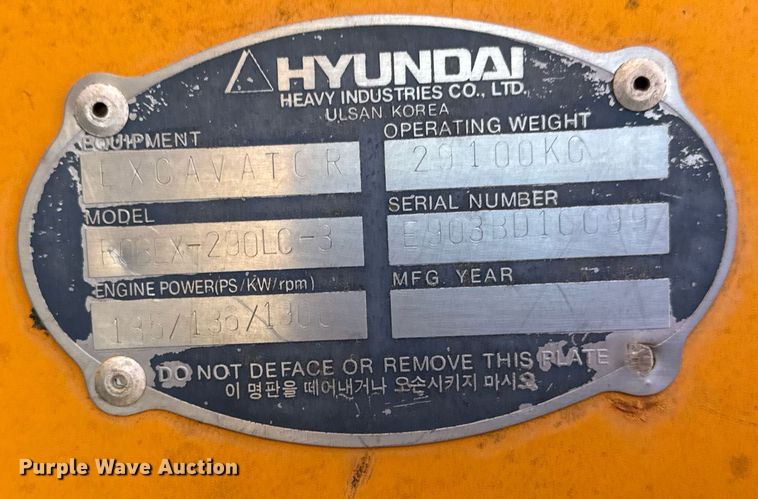 HYUNDAI
HEAVY INDUSTRIES CO., LTD.
ULSAN KOREA
EQUIPMENT
EXCAVATOR
OPERATING WEIGHT
29100KG
MODEL
ROBEX-290LC-3
SERIAL NUMBER
ENGINE POWER(PS/KW/rpm)
MFG. YEAR
DO NOT DEFACE OR REMOVE THIS PLATE
이 명판을 떼어내거나 오손시키지 마시오
Purple Wave Auction